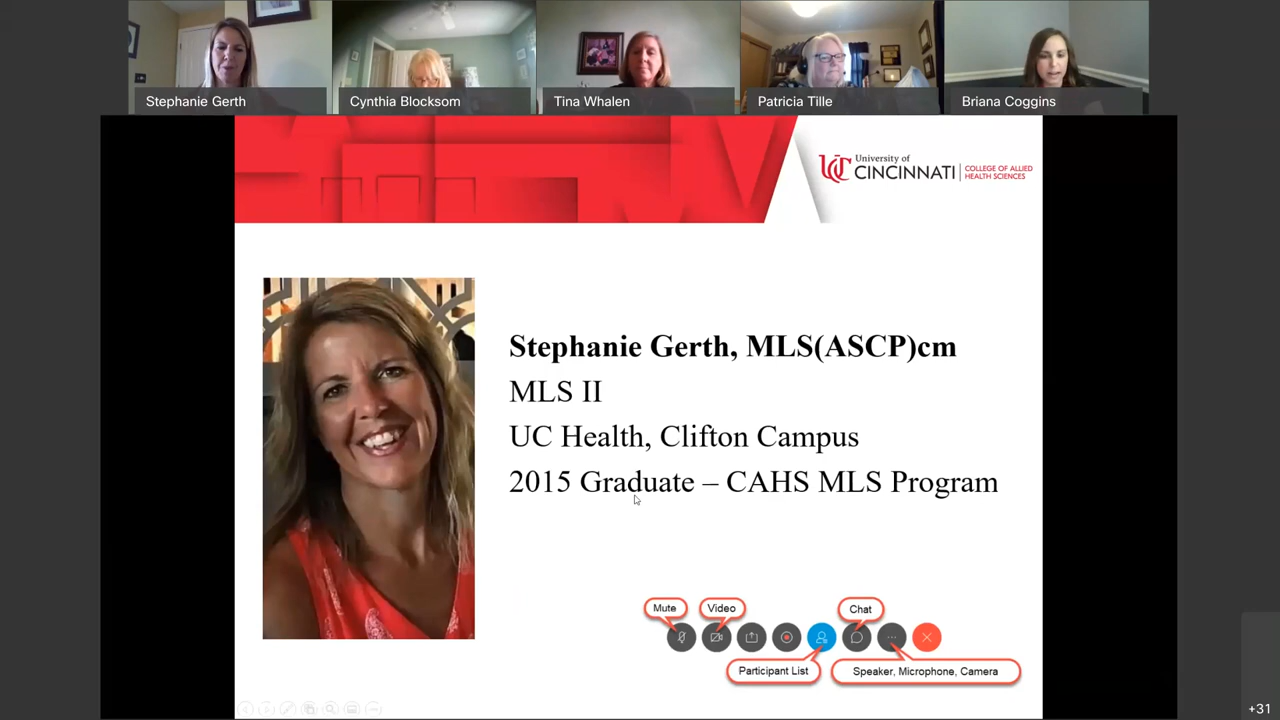 Stephanie Gerth
Cynthia Blocksom
Tina Whalen
Patricia Tille
Briana Coggins
University of
CINCINNATI
COLLEGE OF ALLIED
HEALTH SCIENCES
Stephanie Gerth, MLS(ASCP)cm
MLS II
UC Health, Clifton Campus
2015 Graduate – CAHS MLS Program
Mute
Video
Chat
Participant List
Speaker, Microphone, Camera
+31